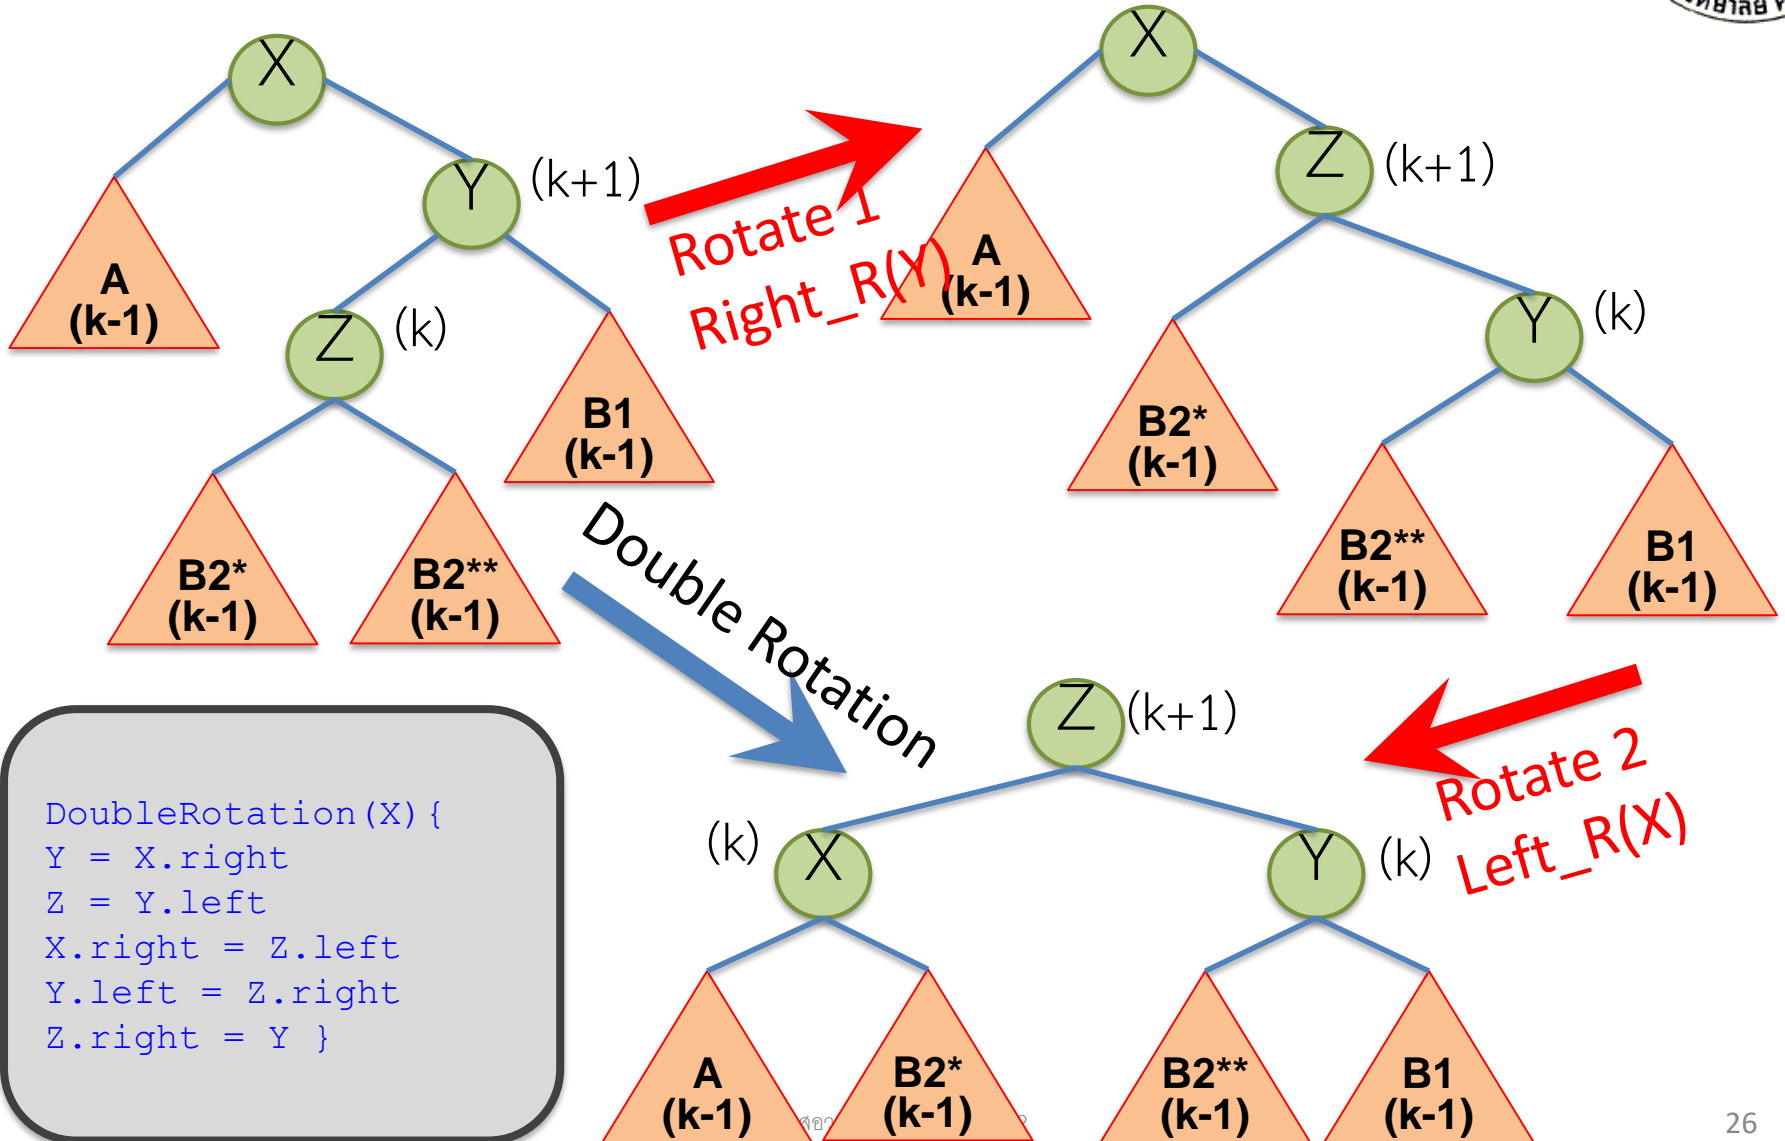 X
A
(k-1)
Y
(k+1)
Z
(k)
B1
(k-1)
B2*
(k-1)
B2**
(k-1)
Rotate 1
Right_R(Y)
X
A
(k-1)
Z
(k+1)
B2*
(k-1)
Y
(k)
B2**
(k-1)
B1
(k-1)
Double Rotation
Rotate 2
Left_R(X)
Z
(k+1)
(k)
X
Y
(k)
A
(k-1)
B2*
(k-1)
B2**
(k-1)
B1
(k-1)
DoubleRotation(X){
Y = X.right
Z = Y.left
X.right = Z.left
Y.left = Z.right
Z.right = Y }
26